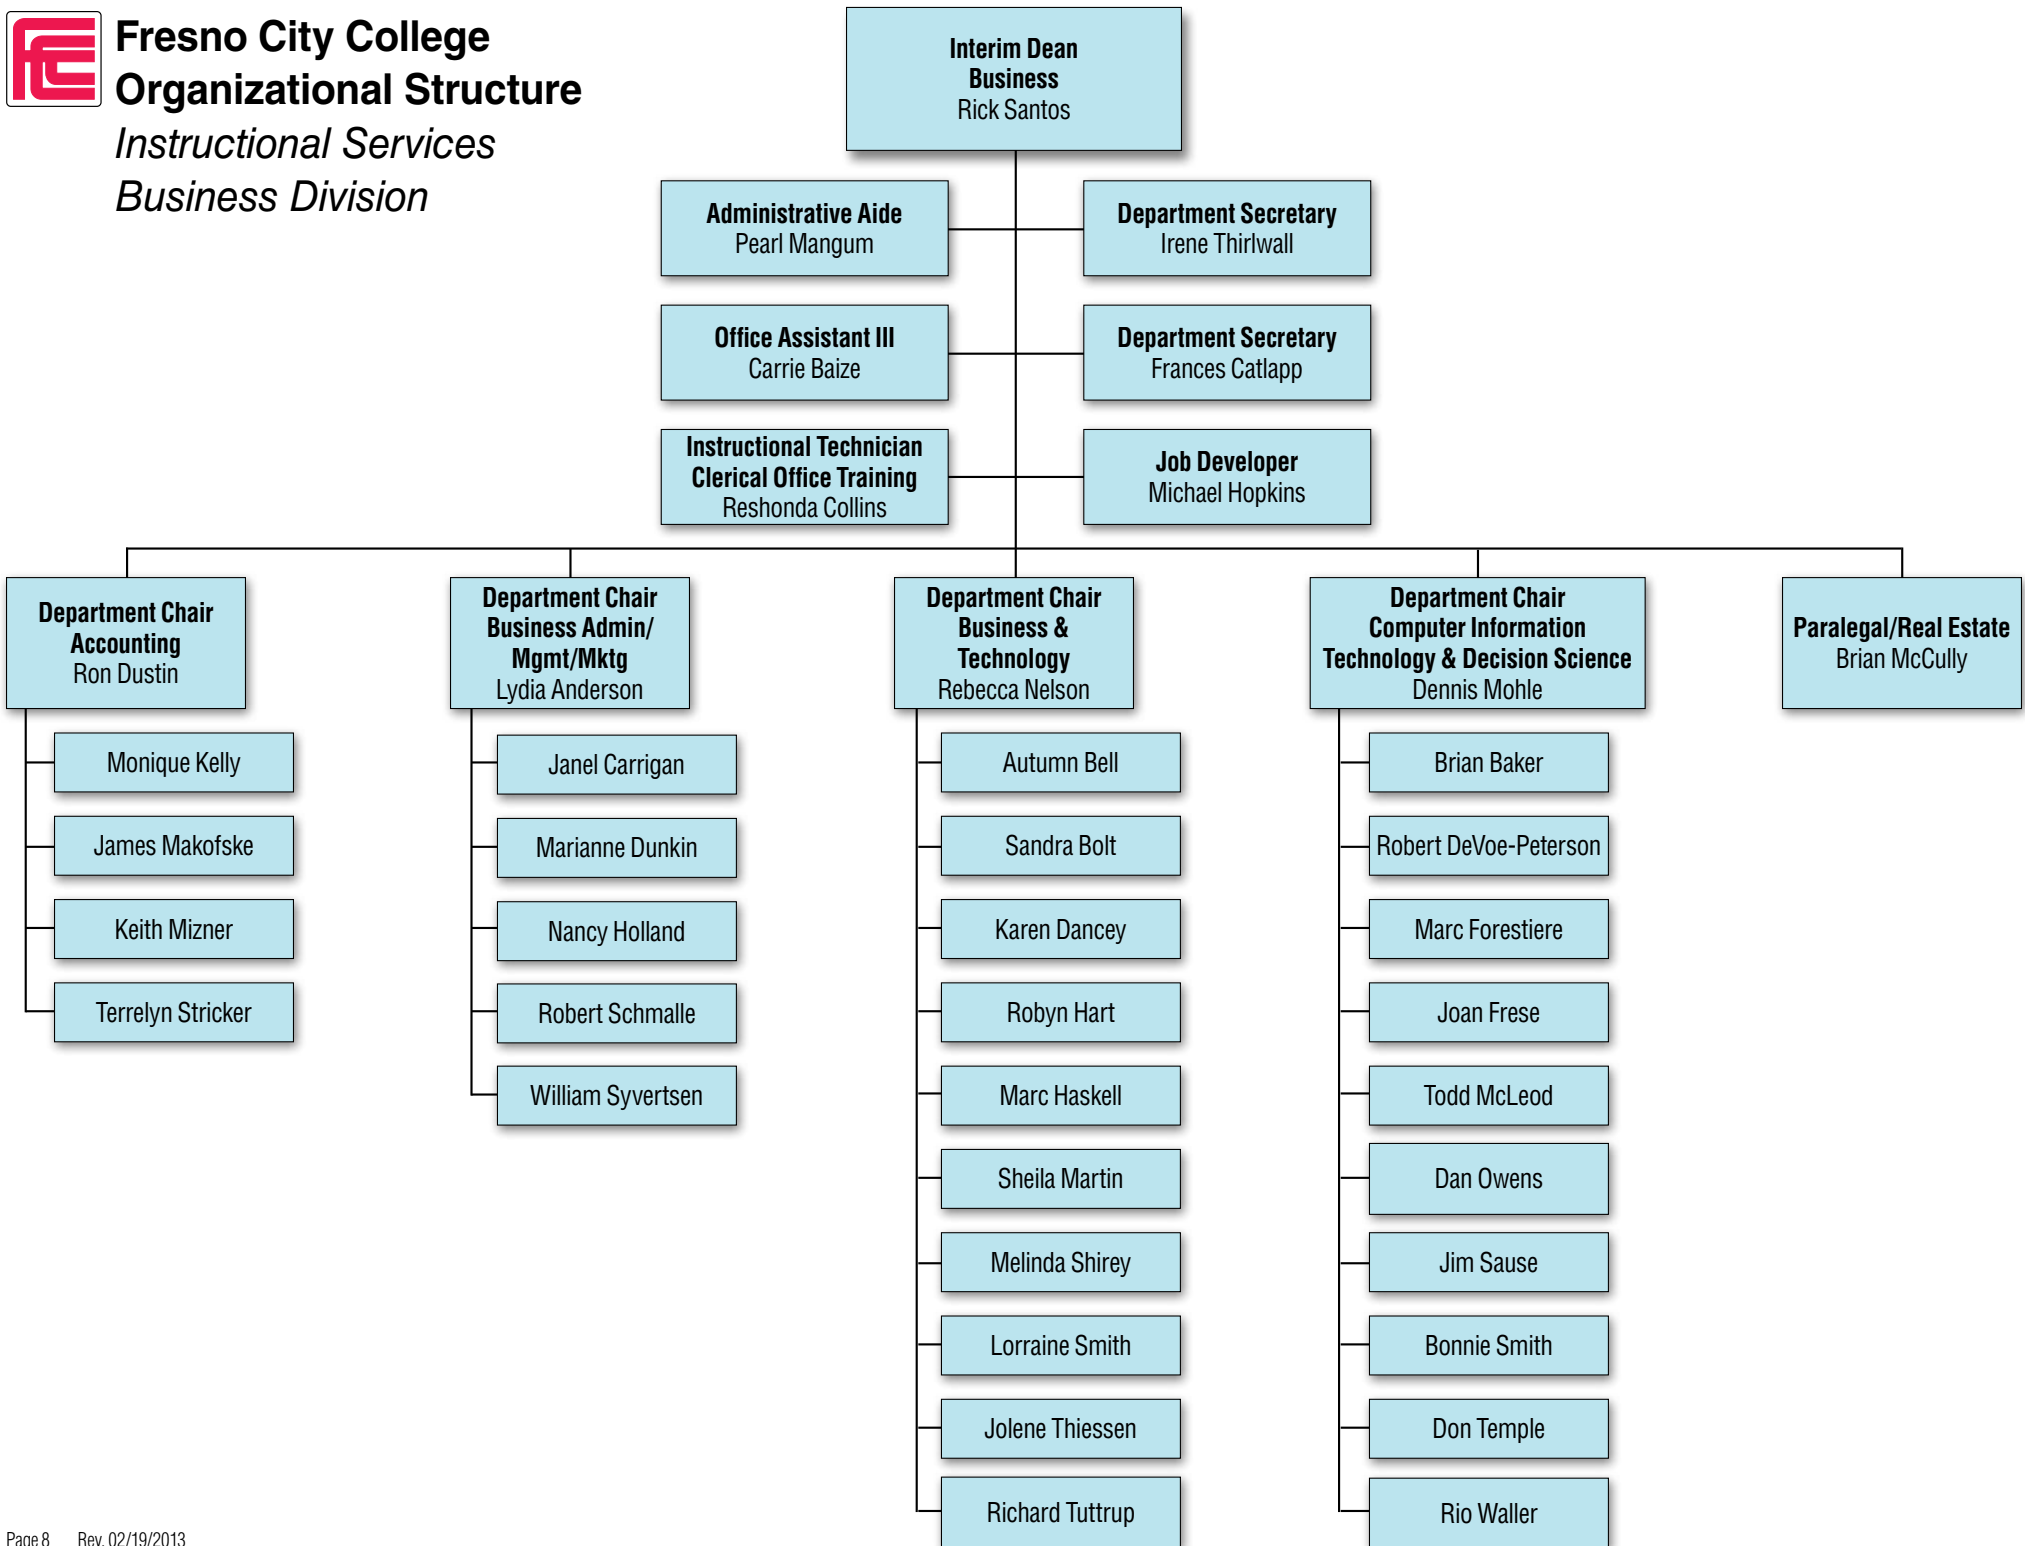 Fresno City College
Organizational Structure
Instructional Services
Business Division
Interim Dean
Business
Rick Santos
Administrative Aide
Pearl Mangum
Department Secretary
Irene Thirlwall
Office Assistant III
Carrie Baize
Department Secretary
Frances Catlapp
Instructional Technician
Clerical Office Training
Reshonda Collins
Job Developer
Michael Hopkins
Department Chair
Accounting
Ron Dustin
Monique Kelly
James Makofske
Keith Mizner
Terrelyn Stricker
Department Chair
Business Admin/
Mgmt/Mktg
Lydia Anderson
Janel Carrigan
Marianne Dunkin
Nancy Holland
Robert Schmalle
William Syvertsen
Department Chair
Business &
Technology
Rebecca Nelson
Autumn Bell
Sandra Bolt
Karen Dancey
Robyn Hart
Marc Haskell
Sheila Martin
Melinda Shirey
Lorraine Smith
Jolene Thiessen
Richard Tuttrup
Department Chair
Computer Information
Technology & Decision Science
Dennis Mohle
Brian Baker
Robert DeVoe-Peterson
Marc Forestiere
Joan Frese
Todd McLeod
Dan Owens
Jim Sause
Bonnie Smith
Don Temple
Rio Waller
Paralegal/Real Estate
Brian McCully
Page 8 Rev. 02/19/2013